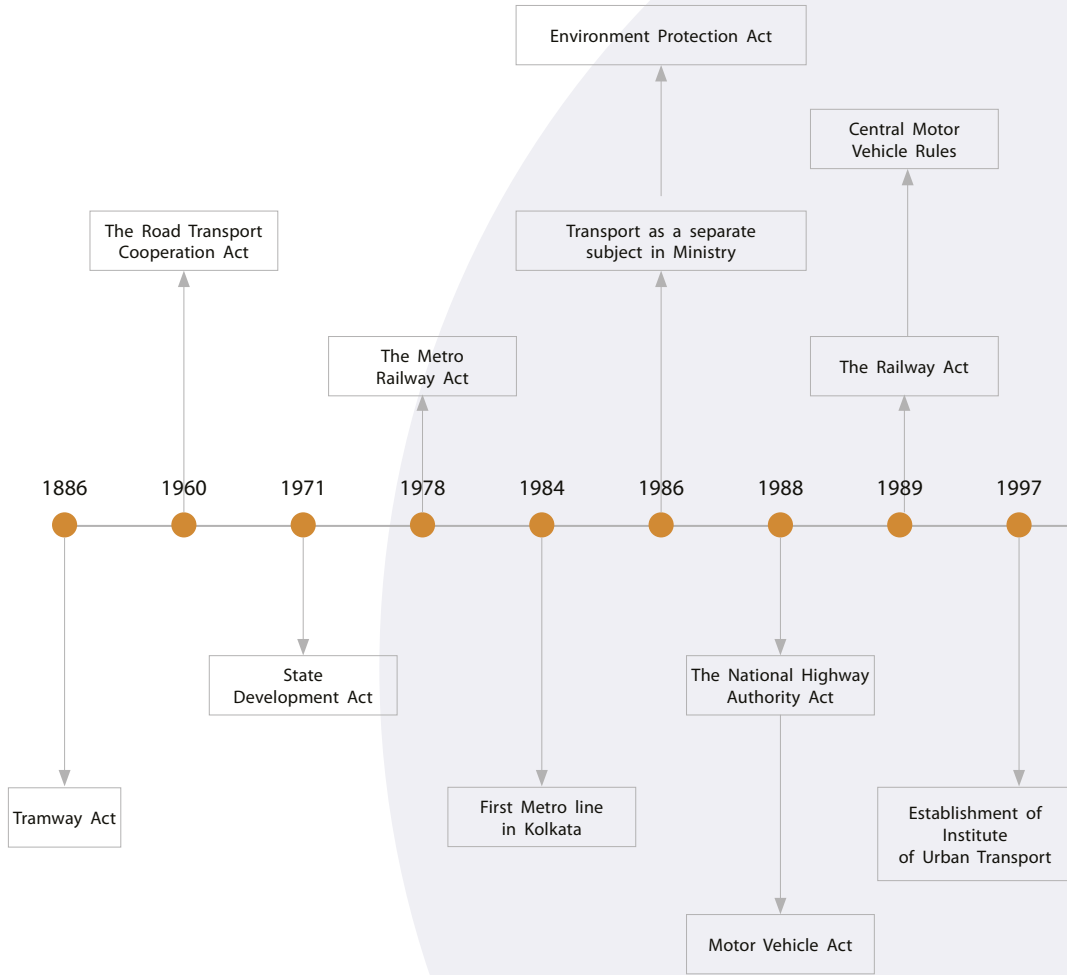 Environment Protection Act
Central Motor
Vehicle Rules
The Road Transport
Cooperation Act
Transport as a separate
subject in Ministry
The Metro
Railway Act
The Railway Act
1886
1960
1971
1978
1984
1986
1988
1989
1997
State
Development Act
The National Highway
Authority Act
Tramway Act
First Metro line
in Kolkata
Establishment of
Institute
of Urban Transport
Motor Vehicle Act